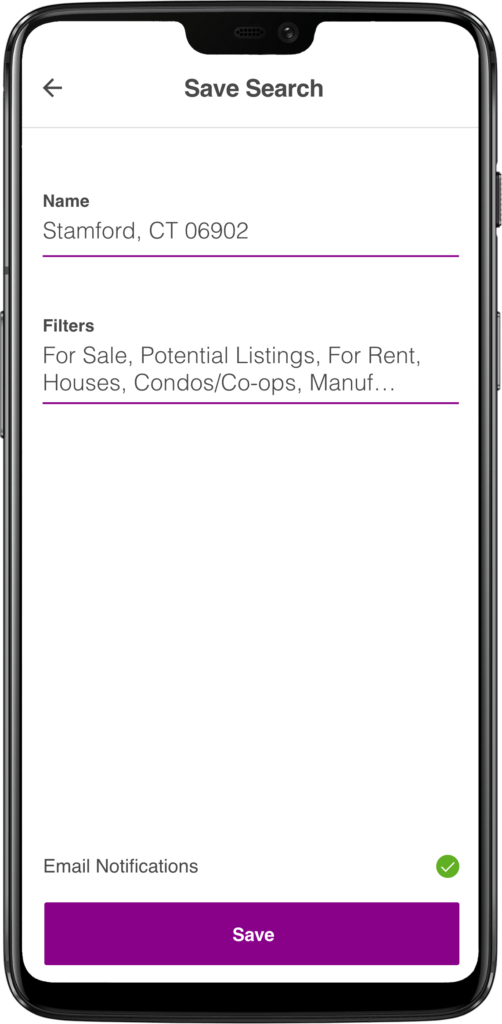 Save Search
Name
Stamford, CT 06902
Filters
For Sale, Potential Listings, For Rent,
Houses, Condos/Co-ops, Manuf…
Email Notifications
Save